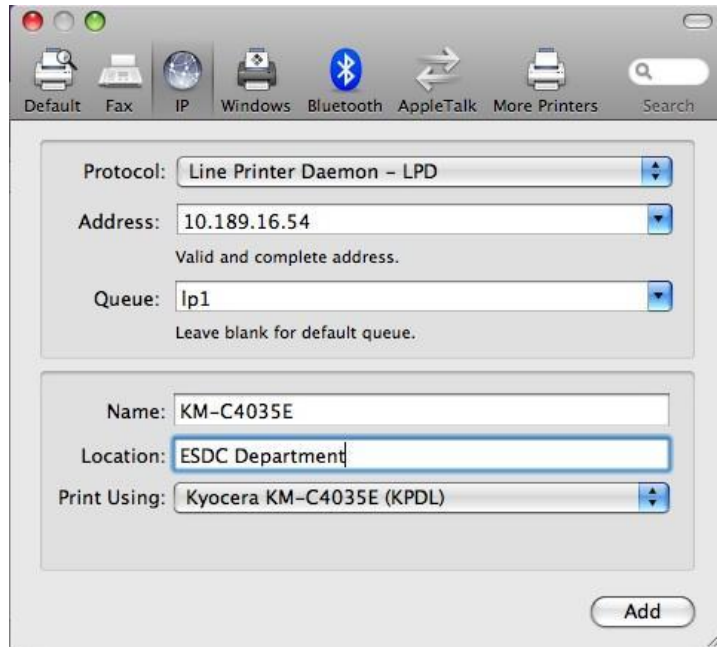 Default Fax IP Windows Bluetooth AppleTalk More Printers Search
Protocol: Line Printer Daemon – LPD
Address: 10.189.16.54
Valid and complete address.
Queue: lp1
Leave blank for default queue.
Name: KM-C4035E
Location: ESDC Department
Print Using: Kyocera KM-C4035E (KPDL)
Add